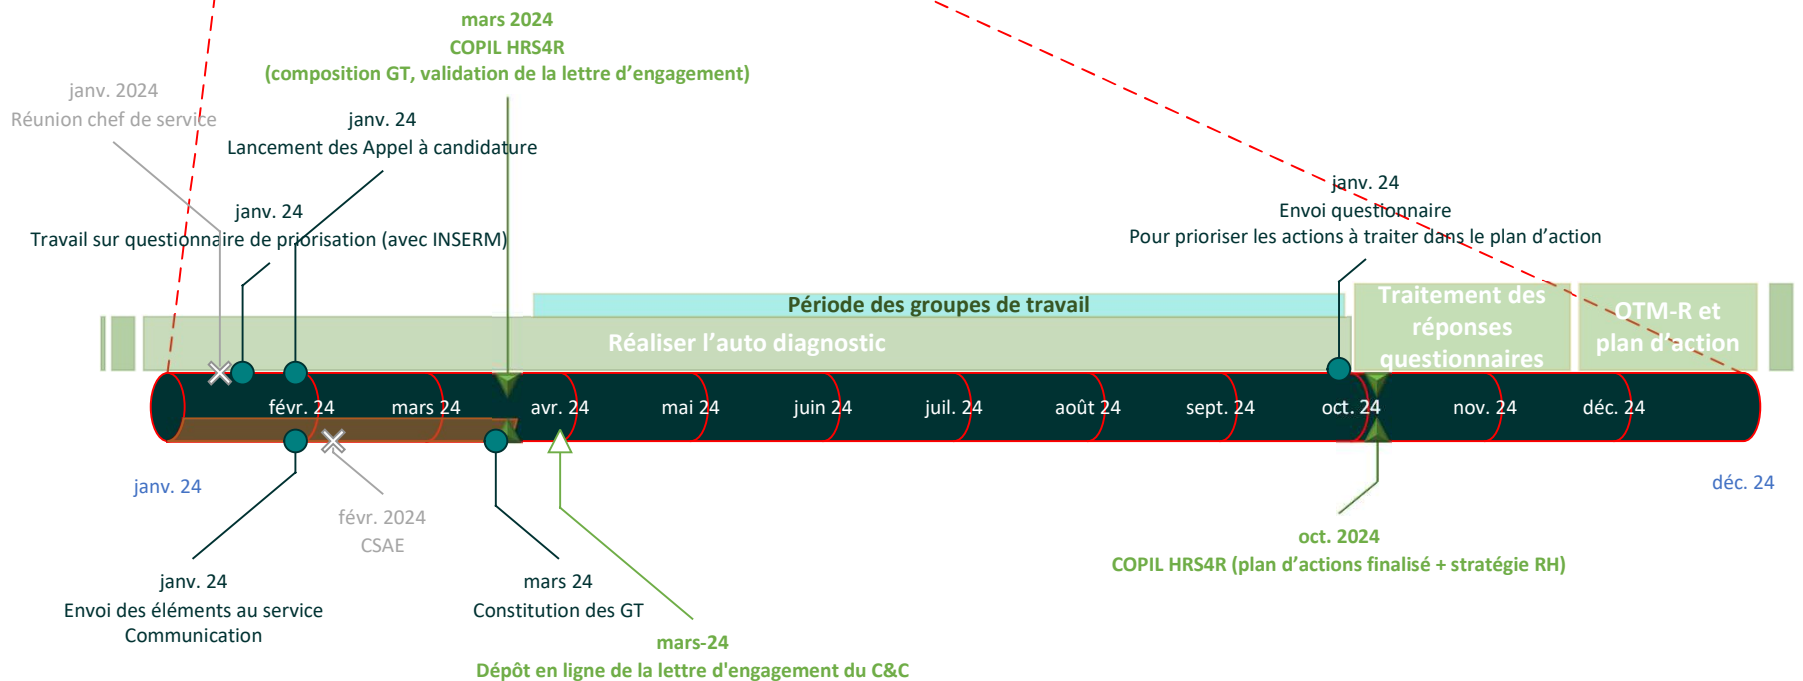 mars 2024
COPIL HRS4R
(composition GT, validation de la lettre d'engagement)
janv. 2024
Réunion chef de service
janv. 24
Lancement des Appel à candidature
janv. 24
Travail sur questionnaire de priorisation (avec INSERM)
janv. 24
Envoi questionnaire
Pour prioriser les actions à traiter dans le plan d'action
Période des groupes de travail
Réaliser l'auto diagnostic
Traitement des
réponses
questionnaires
OTM-R et
plan d'action
févr. 24
mars 24
avr. 24
mai 24
juin 24
juil. 24
août 24
sept. 24
oct. 24
nov. 24
déc. 24
janv. 24
déc. 24
févr. 2024
CSAE
janv. 24
Envoi des éléments au service
Communication
mars 24
Constitution des GT
mars-24
Dépôt en ligne de la lettre d'engagement du C&C
oct. 2024
COPIL HRS4R (plan d'actions finalisé + stratégie RH)